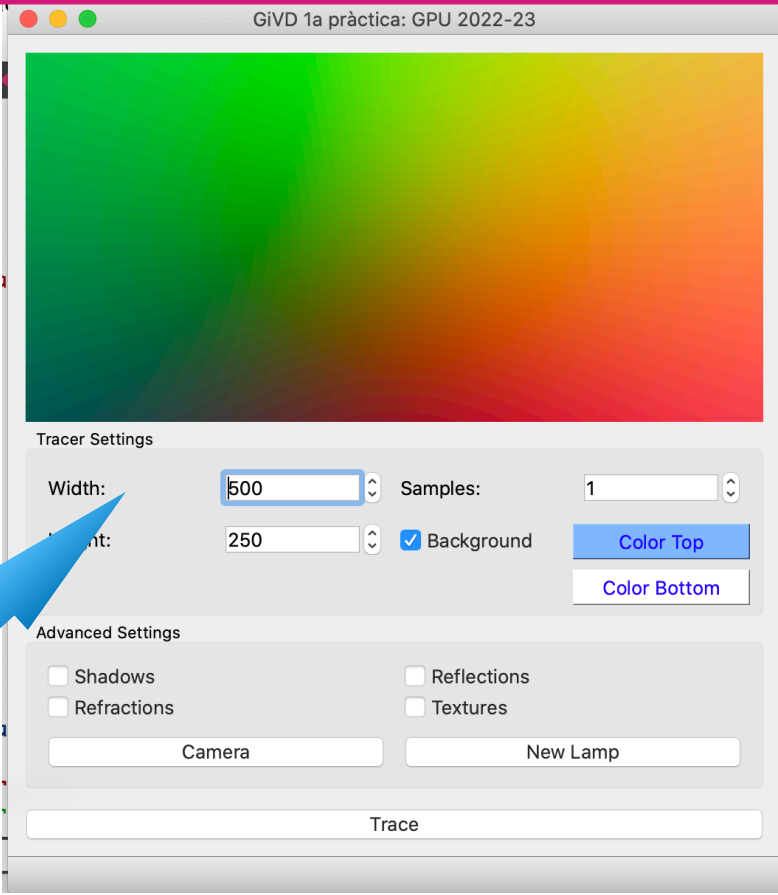 GiVD 1a pràctica: GPU 2022-23
Tracer Settings
Width: 500 Samples: 1
ht: 250 Background Color Top
Color Bottom
Advanced Settings
Shadows Reflections
Refractions Textures
Camera New Lamp
Trace